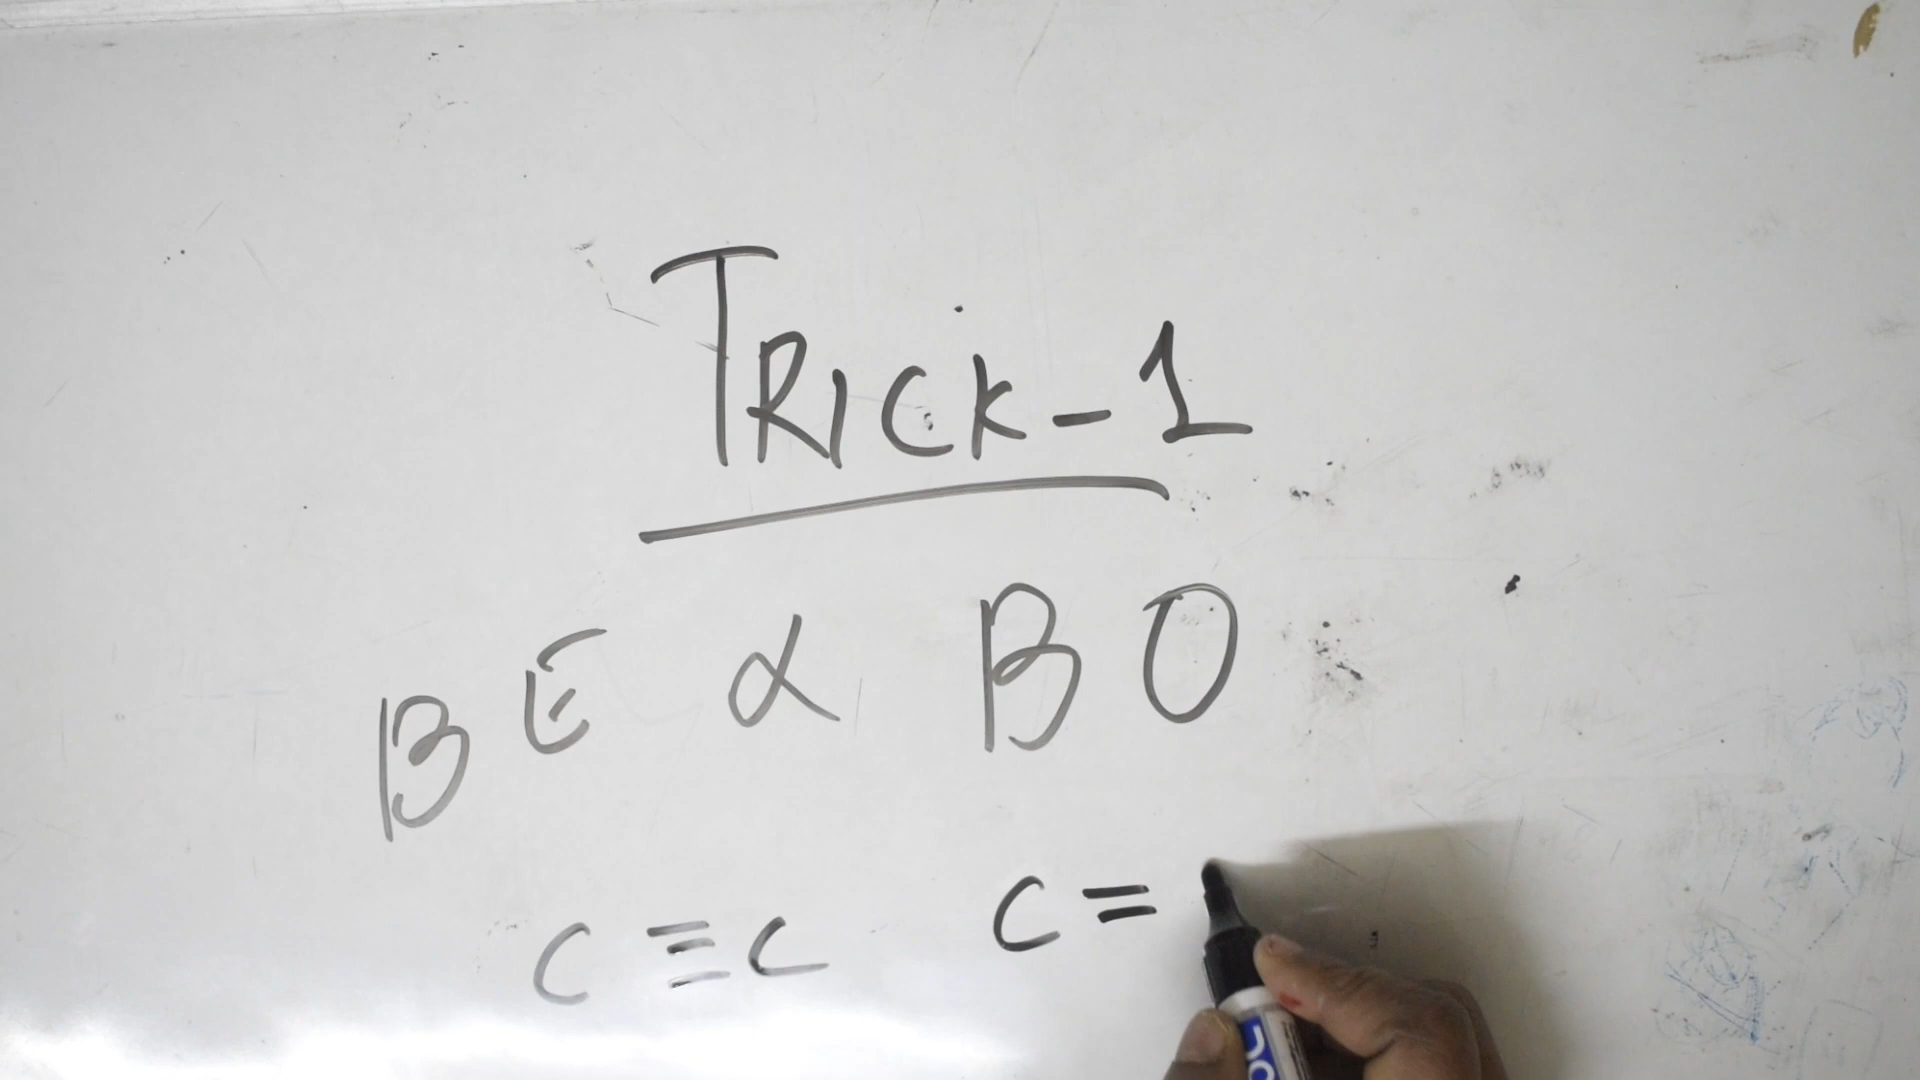 TRICK-1
BE α BO
C≡C C=